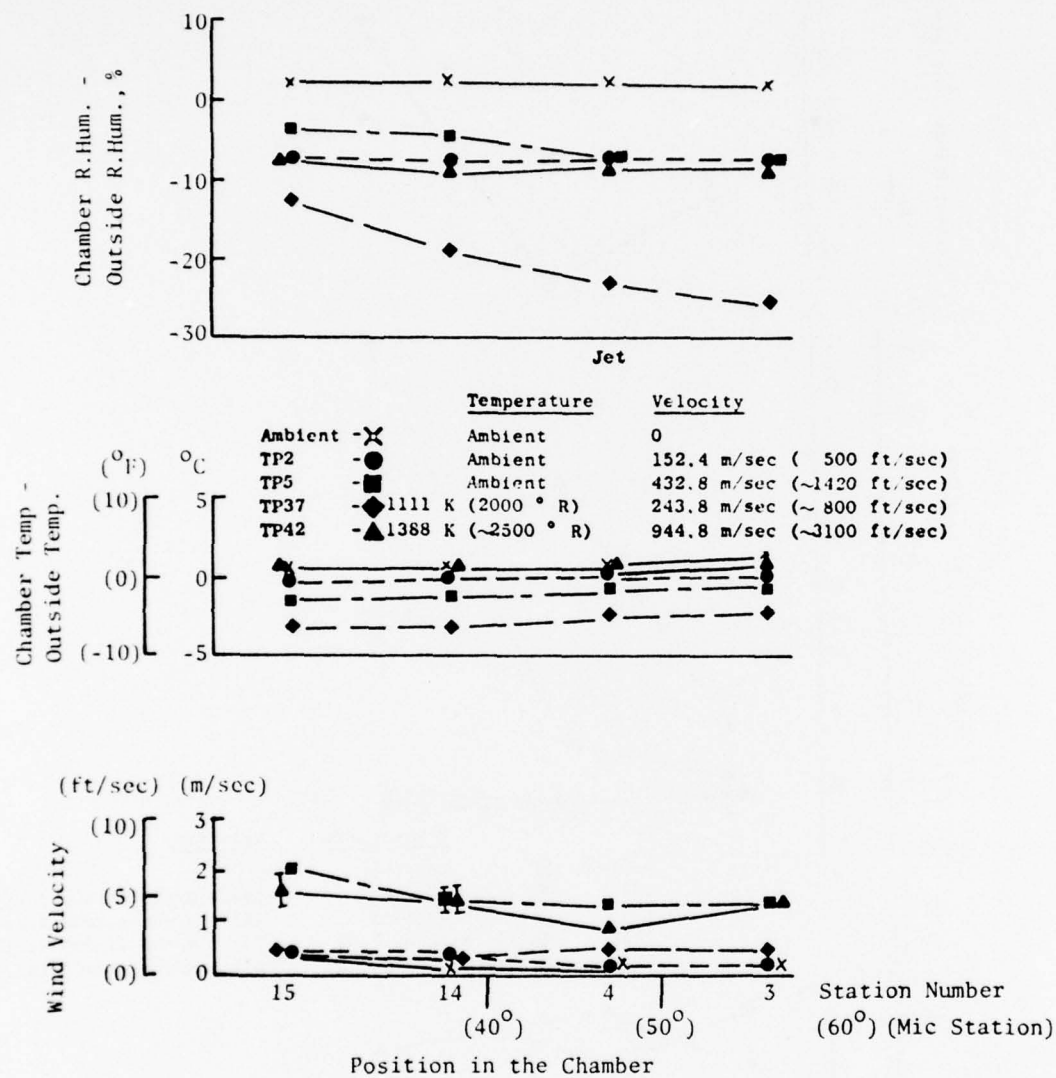 10
0
-10
-20
-30
Chamber R.Hum. -
Outside R.Hum.,%
Jet
Temperature Velocity
Ambient - Ambient 0
TP2 - Ambient 152.4 m/sec ( 500 ft/sec)
TP5 - Ambient 432.8 m/sec (~1420 ft/sec)
TP37 - 1111 K (2000 ° R) 243.8 m/sec (~ 800 ft/sec)
TP42 - 1388 K (~2500 ° R) 944.8 m/sec (~3100 ft/sec)
(°F) °C
(10) 5
(0) 0
(-10) -5
Chamber Temp -
Outside Temp.
(ft/sec) (m/sec)
(10) 3
2
(5)
1
(0) 0
Wind Velocity
15 14 4 3 Station Number
(40°) (50°) (60°) (Mic Station)
Position in the Chamber